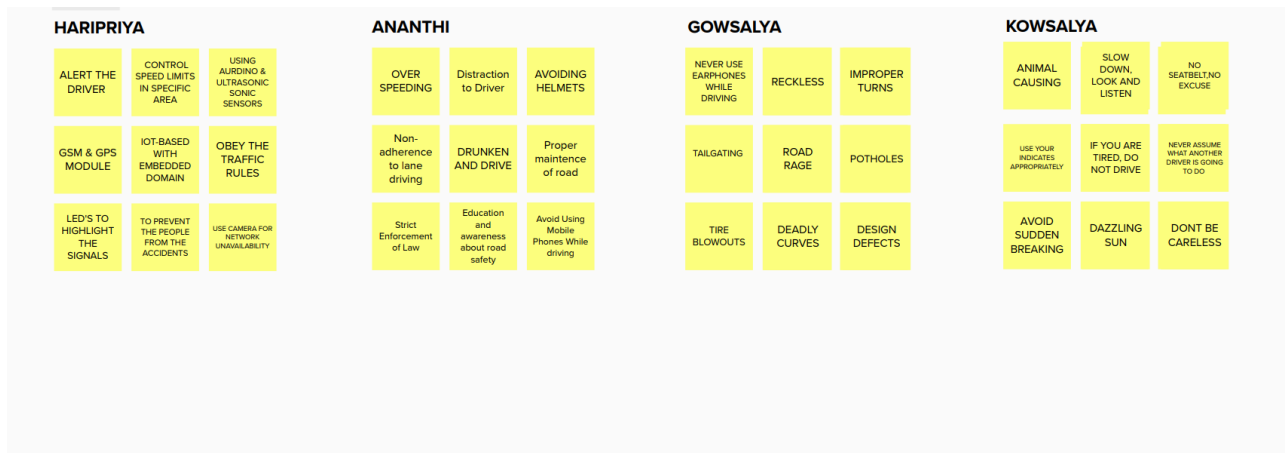 HARIPRIYA
ALERT THE
DRIVER
CONTROL
SPEED LIMITS
IN SPECIFIC
AREA
USING
AURDINO &
ULTRASONIC
SONIC
SENSORS
GSM & GPS
MODULE
IOT-BASED
WITH
EMBEDDED
DOMAIN
OBEY THE
TRAFFIC
RULES
LED'S TO
HIGHLIGHT
THE
SIGNALS
TO PREVENT
THE PEOPLE
FROM THE
ACCIDENTS
USE CAMERA FOR
NETWORK
UNAVAILABILITY
ANANTHI
OVER
SPEEDING
Distraction
to Driver
AVOIDING
HELMETS
Non-
adherence
to lane
driving
DRUNKEN
AND DRIVE
Proper
maintence
of road
Strict
Enforcement
of Law
Education
and
awareness
about road
safety
Avoid Using
Mobile
Phones While
driving
GOWSALYA
NEVER USE
EARPHONES
WHILE
DRIVING
RECKLESS
IMPROPER
TURNS
TAILGATING
ROAD
RAGE
POTHOLES
TIRE
BLOWOUTS
DEADLY
CURVES
DESIGN
DEFECTS
KOWSALYA
ANIMAL
CAUSING
SLOW
DOWN,
LOOK AND
LISTEN
NO
SEATBELT,NO
EXCUSE
USE YOUR
INDICATES
APPROPRIATELY
IF YOU ARE
TIRED, DO
NOT DRIVE
NEVER ASSUME
WHAT ANOTHER
DRIVER IS GOING
TO DO
AVOID
SUDDEN
BREAKING
DAZZLING
SUN
DONT BE
CARELESS